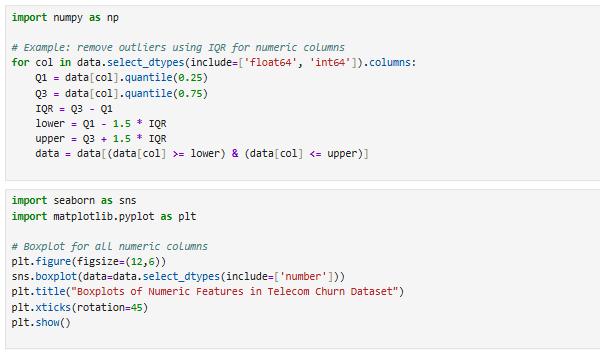 import numpy as np
# Example: remove outliers using IQR for numeric columns
for col in data.select_dtypes(include=['float64', 'int64']).columns:
    Q1 = data[col].quantile(0.25)
    Q3 = data[col].quantile(0.75)
    IQR = Q3 - Q1
    lower = Q1 - 1.5 * IQR
    upper = Q3 + 1.5 * IQR
    data = data[(data[col] >= lower) & (data[col] <= upper)]
import seaborn as sns
import matplotlib.pyplot as plt
# Boxplot for all numeric columns
plt.figure(figsize=(12,6))
sns.boxplot(data=data.select_dtypes(include=['number']))
plt.title("Boxplots of Numeric Features in Telecom Churn Dataset")
plt.xticks(rotation=45)
plt.show()